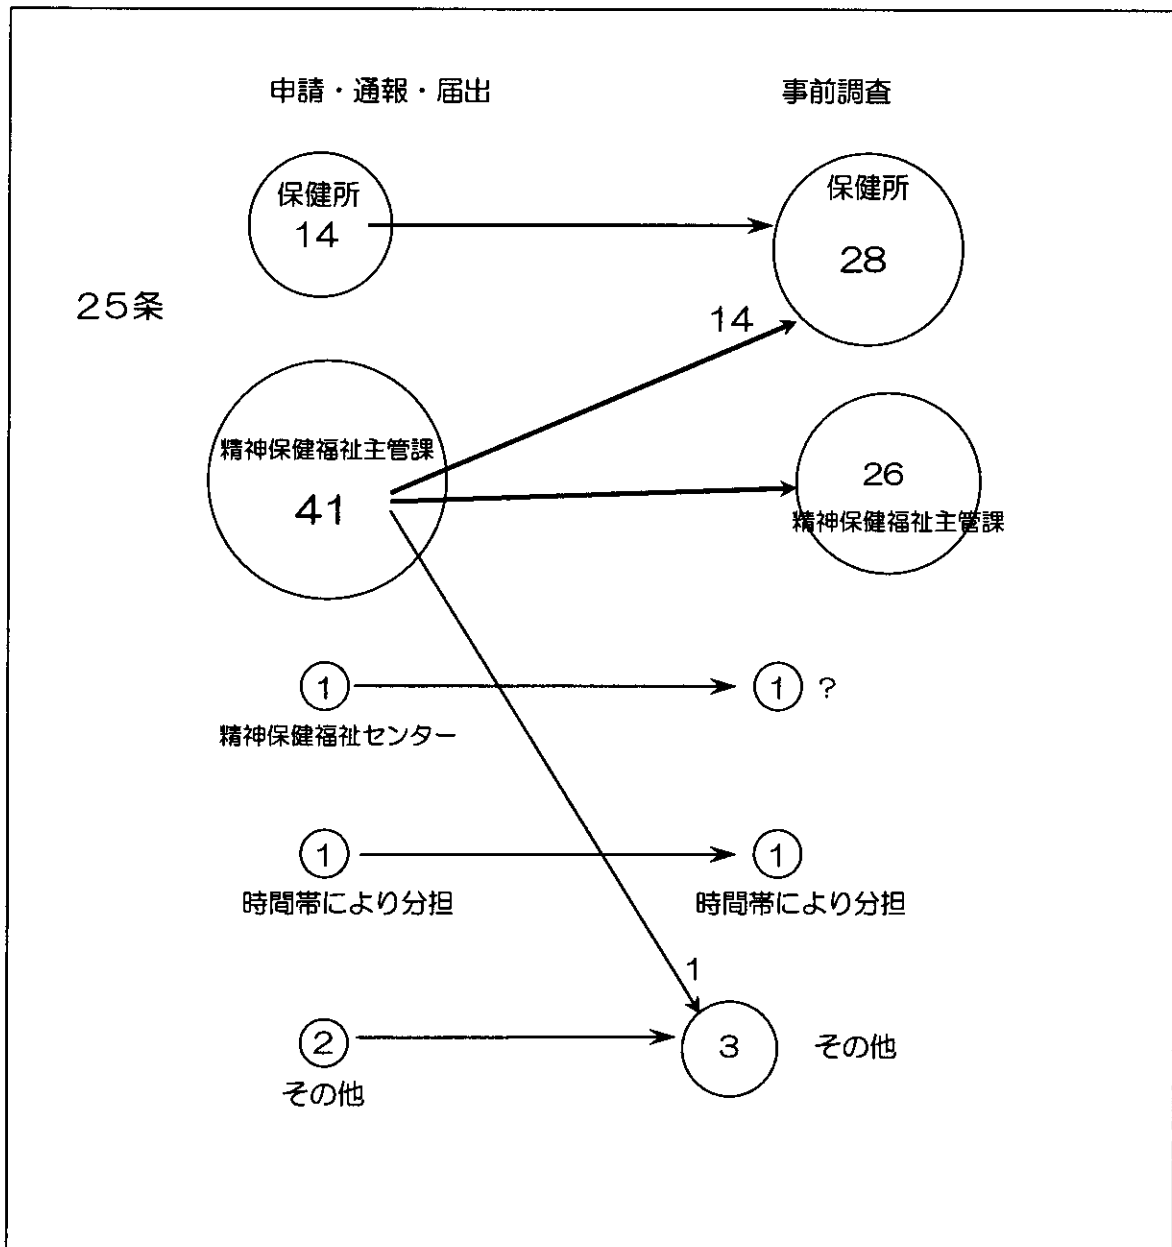 申請・通報・届出
事前調査
保健所
14
保健所
28
25条
14
精神保健福祉主管課
41
26
精神保健福祉主管課
1
1 ?
精神保健福祉センター
1
1
時間帯により分担
時間帯により分担
1
2
3
その他
その他